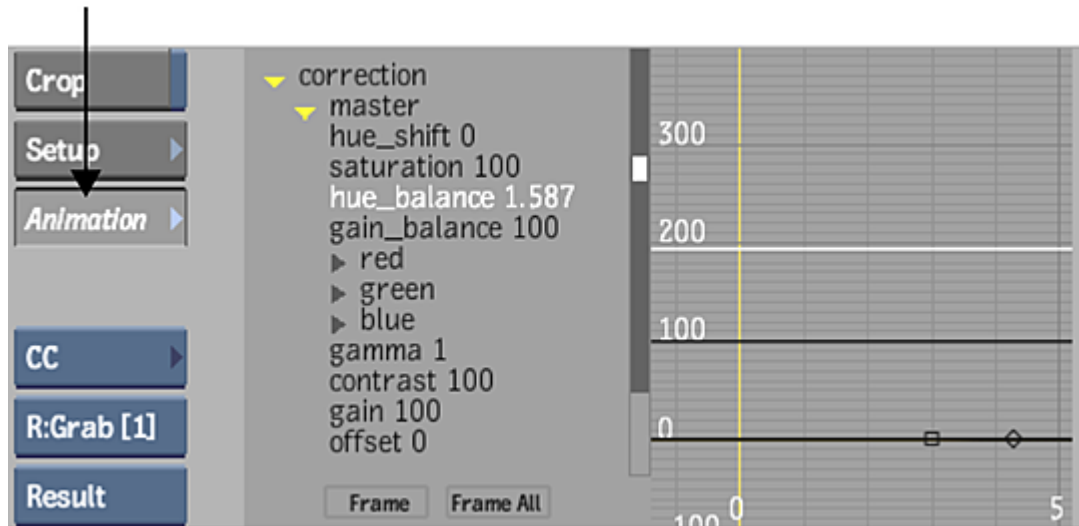 Crop
Setup
Animation
CC
R:Grab [1]
Result
correction
master
hue_shift 0
saturation 100
hue_balance 1.587
gain_balance 100
red
green
blue
gamma 1
contrast 100
gain 100
offset 0
Frame
Frame All
300
200
100
0
-100
0
5